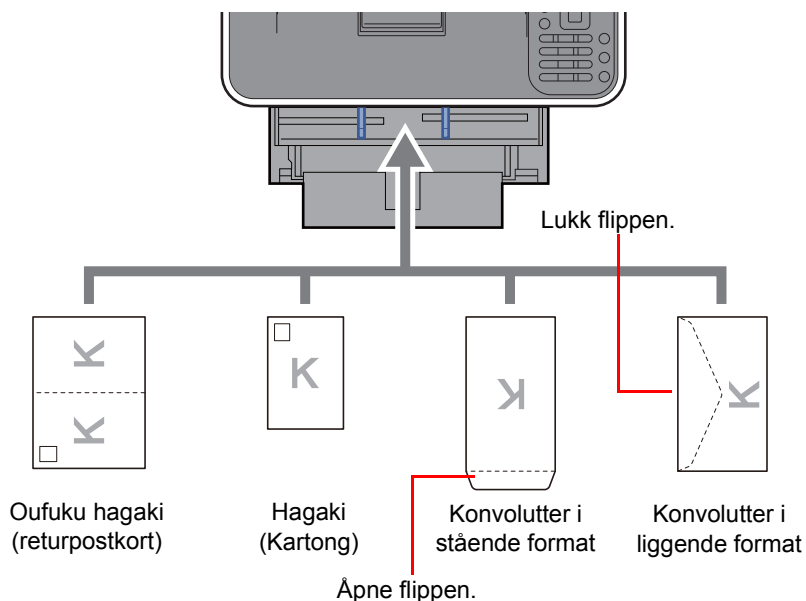 Lukk flippen.
K
K
K
K
K
Oufuku hagaki
(returpostkort)
Hagaki
(Kartong)
Konvolutter i
stående format
Konvolutter i
liggende format
Åpne flippen.